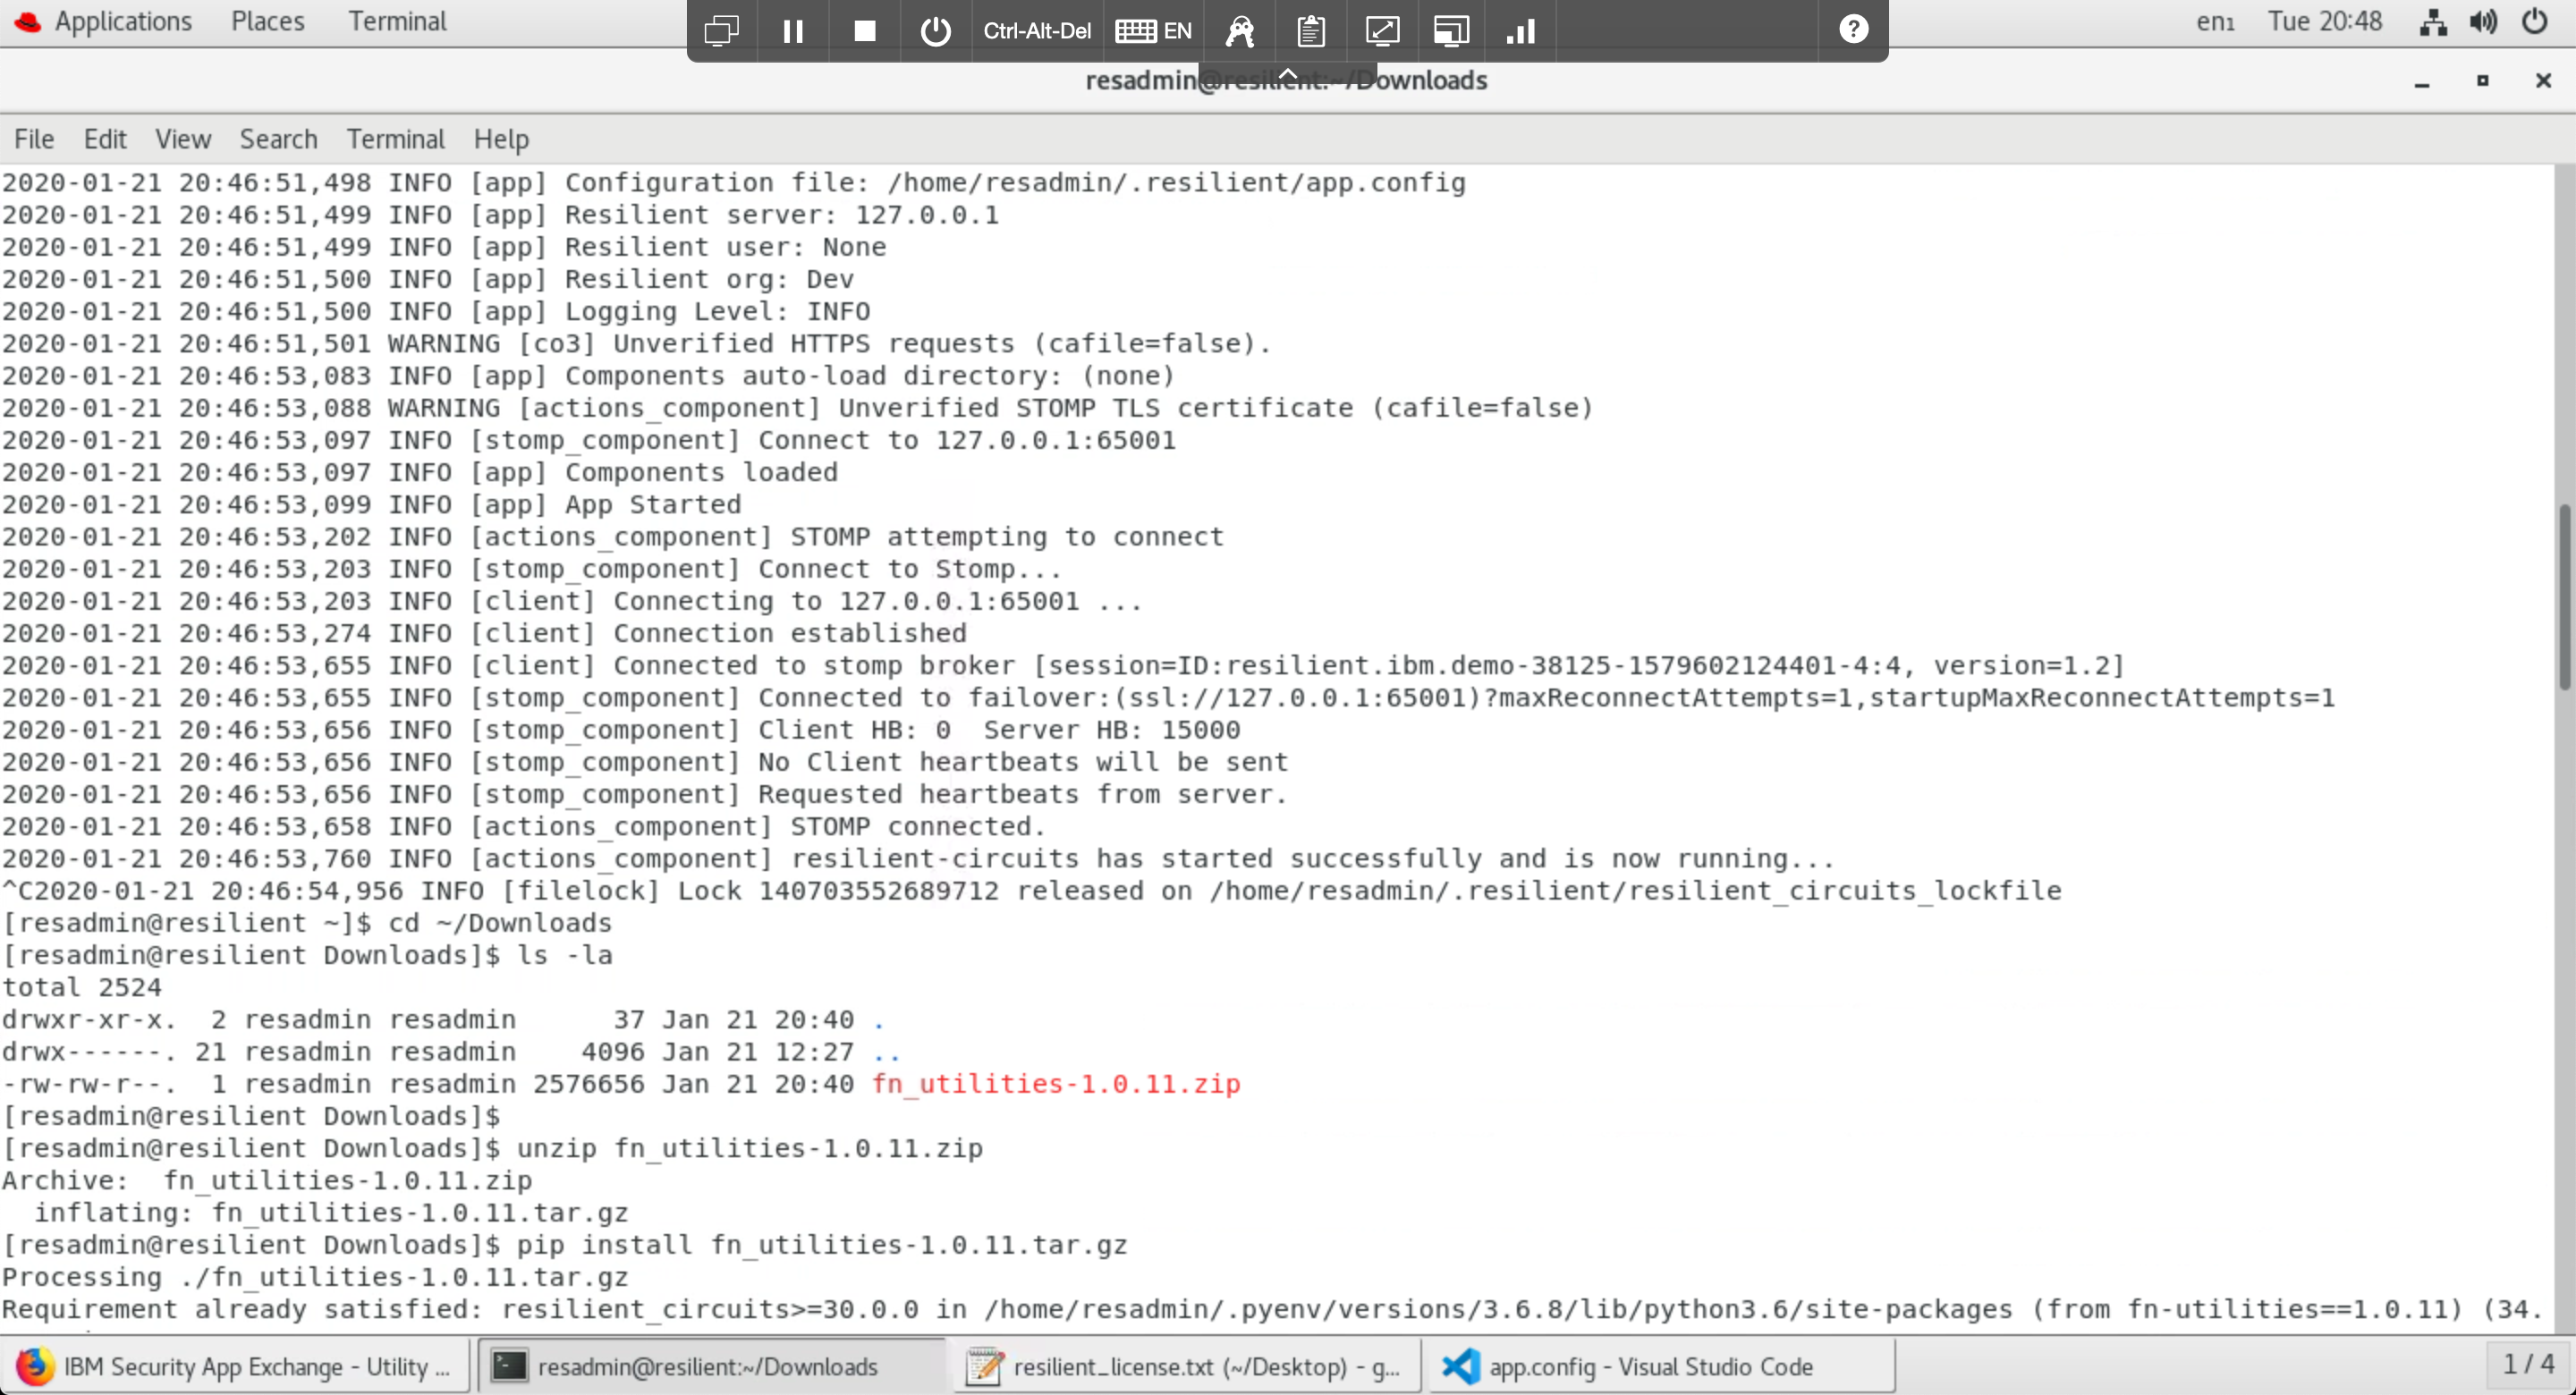 Applications Places Terminal
Ctrl-Alt-Del EN
en1 Tue 20:48
resadmin@resilient:~/Downloads
File Edit View Search Terminal Help
2020-01-21 20:46:51,498 INFO [app] Configuration file: /home/resadmin/.resilient/app.config
2020-01-21 20:46:51,499 INFO [app] Resilient server: 127.0.0.1
2020-01-21 20:46:51,499 INFO [app] Resilient user: None
2020-01-21 20:46:51,500 INFO [app] Resilient org: Dev
2020-01-21 20:46:51,500 INFO [app] Logging Level: INFO
2020-01-21 20:46:51,501 WARNING [co3] Unverified HTTPS requests (cafile=false).
2020-01-21 20:46:53,083 INFO [app] Components auto-load directory: (none)
2020-01-21 20:46:53,088 WARNING [actions_component] Unverified STOMP TLS certificate (cafile=false)
2020-01-21 20:46:53,097 INFO [stomp_component] Connect to 127.0.0.1:65001
2020-01-21 20:46:53,097 INFO [app] Components loaded
2020-01-21 20:46:53,099 INFO [app] App Started
2020-01-21 20:46:53,202 INFO [actions_component] STOMP attempting to connect
2020-01-21 20:46:53,203 INFO [stomp_component] Connect to Stomp...
2020-01-21 20:46:53,203 INFO [client] Connecting to 127.0.0.1:65001 ...
2020-01-21 20:46:53,274 INFO [client] Connection established
2020-01-21 20:46:53,655 INFO [client] Connected to stomp broker [session=ID:resilient.ibm.demo-38125-1579602124401-4:4, version=1.2]
2020-01-21 20:46:53,655 INFO [stomp_component] Connected to failover:(ssl://127.0.0.1:65001)?maxReconnectAttempts=1,startupMaxReconnectAttempts=1
2020-01-21 20:46:53,656 INFO [stomp_component] Client HB: 0  Server HB: 15000
2020-01-21 20:46:53,656 INFO [stomp_component] No Client heartbeats will be sent
2020-01-21 20:46:53,656 INFO [stomp_component] Requested heartbeats from server.
2020-01-21 20:46:53,658 INFO [actions_component] STOMP connected.
2020-01-21 20:46:53,760 INFO [actions_component] resilient-circuits has started successfully and is now running...
^C2020-01-21 20:46:54,956 INFO [filelock] Lock 140703552689712 released on /home/resadmin/.resilient/resilient_circuits_lockfile
[resadmin@resilient ~]$ cd ~/Downloads
[resadmin@resilient Downloads]$ ls -la
total 2524
drwxr-xr-x.  2 resadmin resadmin      37 Jan 21 20:40 .
drwx------. 21 resadmin resadmin    4096 Jan 21 12:27 ..
-rw-rw-r--.  1 resadmin resadmin 2576656 Jan 21 20:40 fn_utilities-1.0.11.zip
[resadmin@resilient Downloads]$
[resadmin@resilient Downloads]$ unzip fn_utilities-1.0.11.zip
Archive:  fn_utilities-1.0.11.zip
  inflating: fn_utilities-1.0.11.tar.gz
[resadmin@resilient Downloads]$ pip install fn_utilities-1.0.11.tar.gz
Processing ./fn_utilities-1.0.11.tar.gz
Requirement already satisfied: resilient_circuits>=30.0.0 in /home/resadmin/.pyenv/versions/3.6.8/lib/python3.6/site-packages (from fn-utilities==1.0.11) (34.
IBM Security App Exchange - Utility ...
resadmin@resilient:~/Downloads
resilient_license.txt (~/Desktop) - g...
app.config - Visual Studio Code
1 / 4